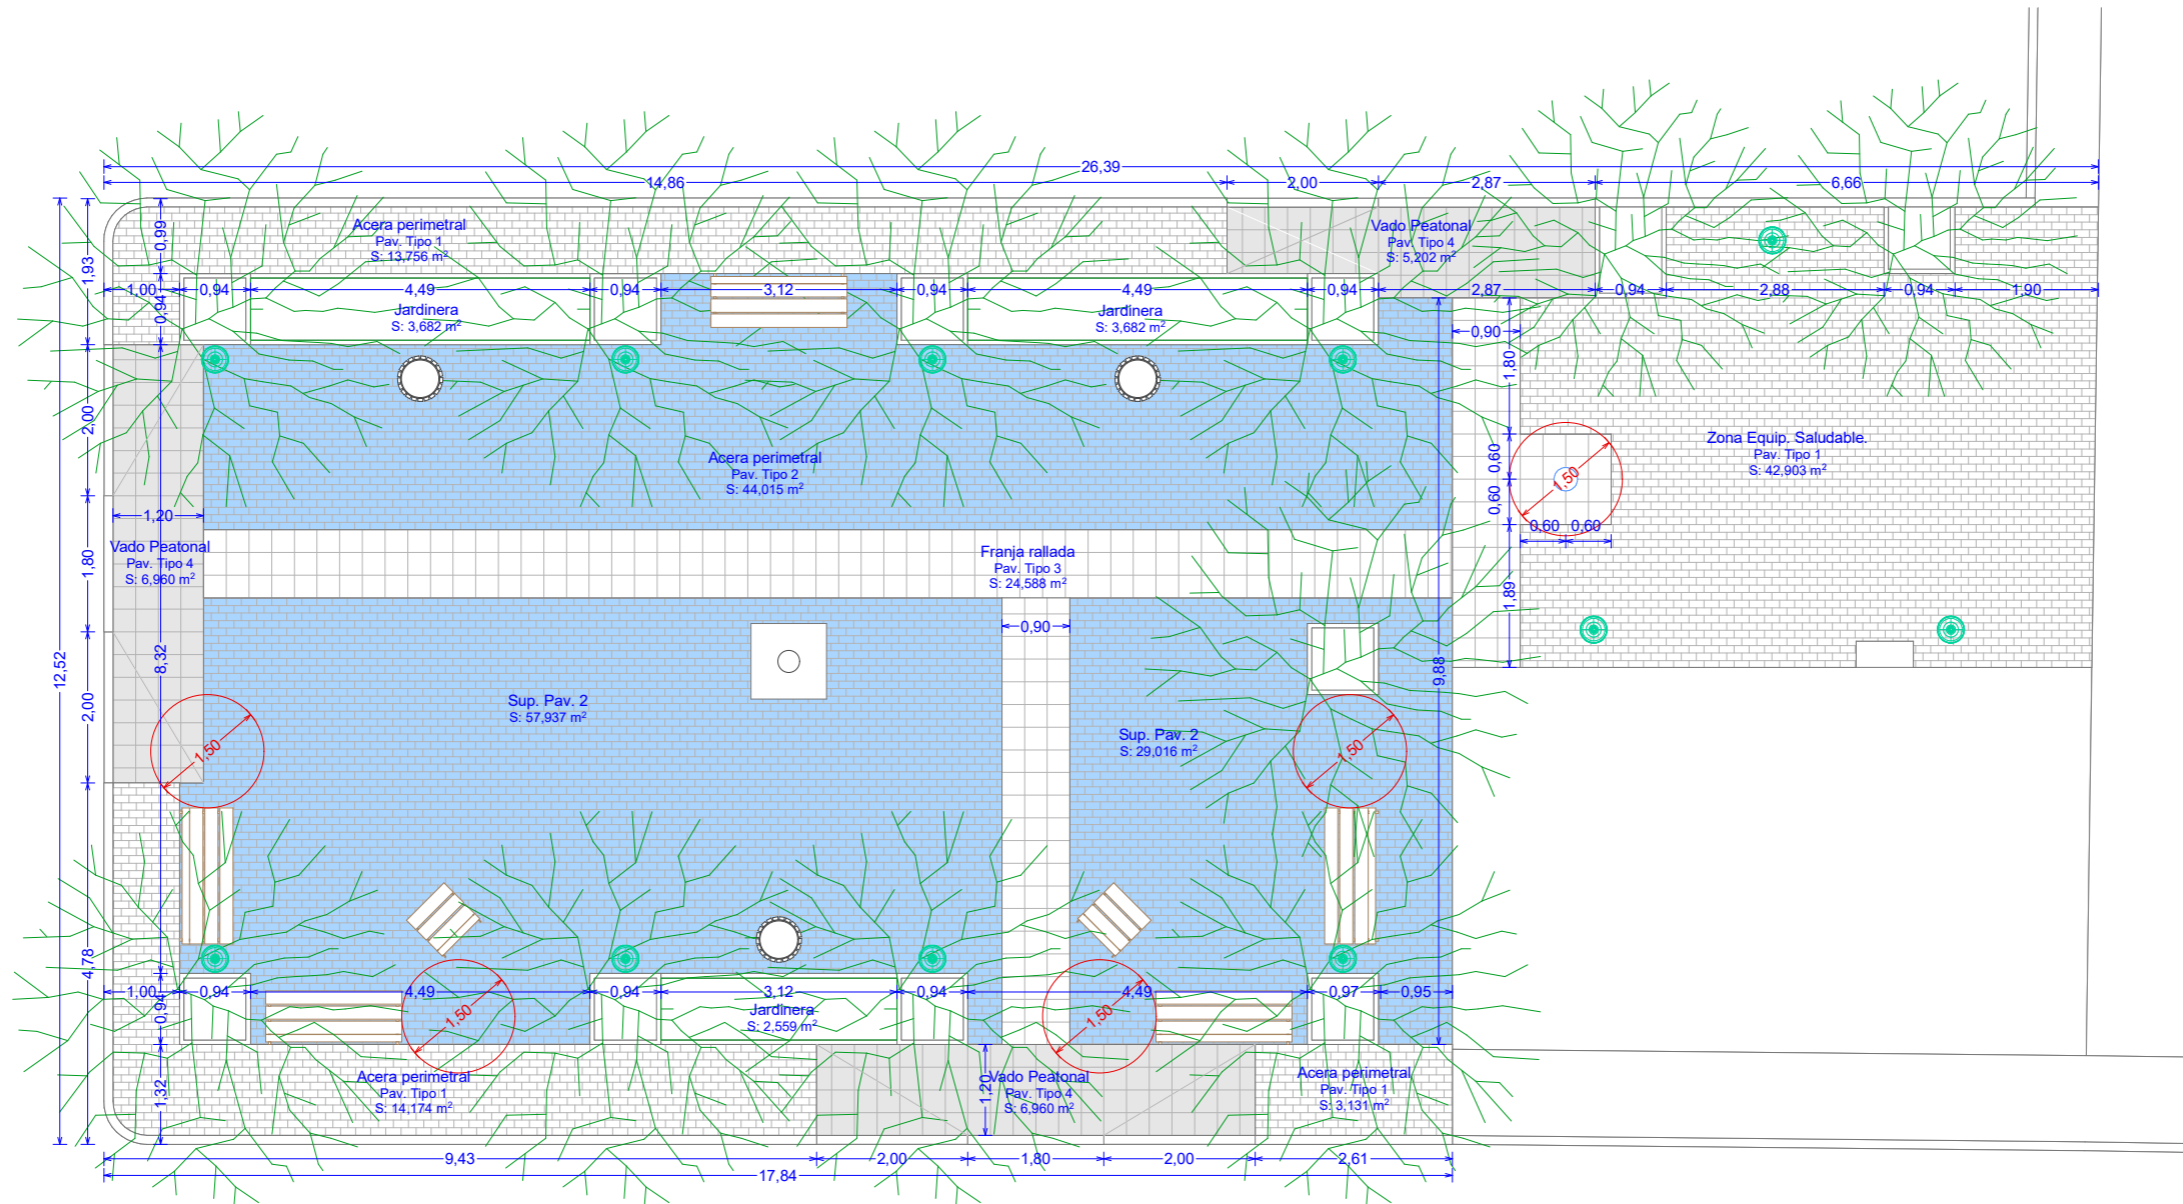 26,39
14,86
2,00
2,87
6,66
Acera perimetral
Pav. Tipo 1
S: 13,756 m²
Vado Peatonal
Pav. Tipo 4
S: 5,202 m²
0,99
1,93
1,00
0,94
4,49
0,94
3,12
0,94
4,49
0,94
2,87
0,94
2,88
0,94
1,90
0,94
Jardinera
S: 3,682 m²
Jardinera
S: 3,682 m²
0,90
1,80
2,00
Acera perimetral
Pav. Tipo 2
S: 44,015 m²
Zona Equip. Saludable.
Pav. Tipo 1
S: 42,903 m²
0,60
1,50
0,60
1,20
0,60
0,60
Vado Peatonal
Pav. Tipo 4
S: 6,960 m²
1,80
Franja rallada
Pav. Tipo 3
S: 24,588 m²
1,89
0,90
12,52
8,32
9,88
2,00
Sup. Pav. 2
S: 57,937 m²
Sup. Pav. 2
S: 29,016 m²
1,50
1,50
4,78
1,00
0,94
4,49
0,94
3,12
0,94
4,49
0,97
0,95
0,94
1,50
1,50
Jardinera
S: 2,559 m²
Acera perimetral
Pav. Tipo 1
S: 14,174 m²
1,32
1,20
Vado Peatonal
Pav. Tipo 4
S: 6,960 m²
Acera perimetral
Pav. Tipo 1
S: 3,131 m²
9,43
2,00
1,80
2,00
2,61
17,84